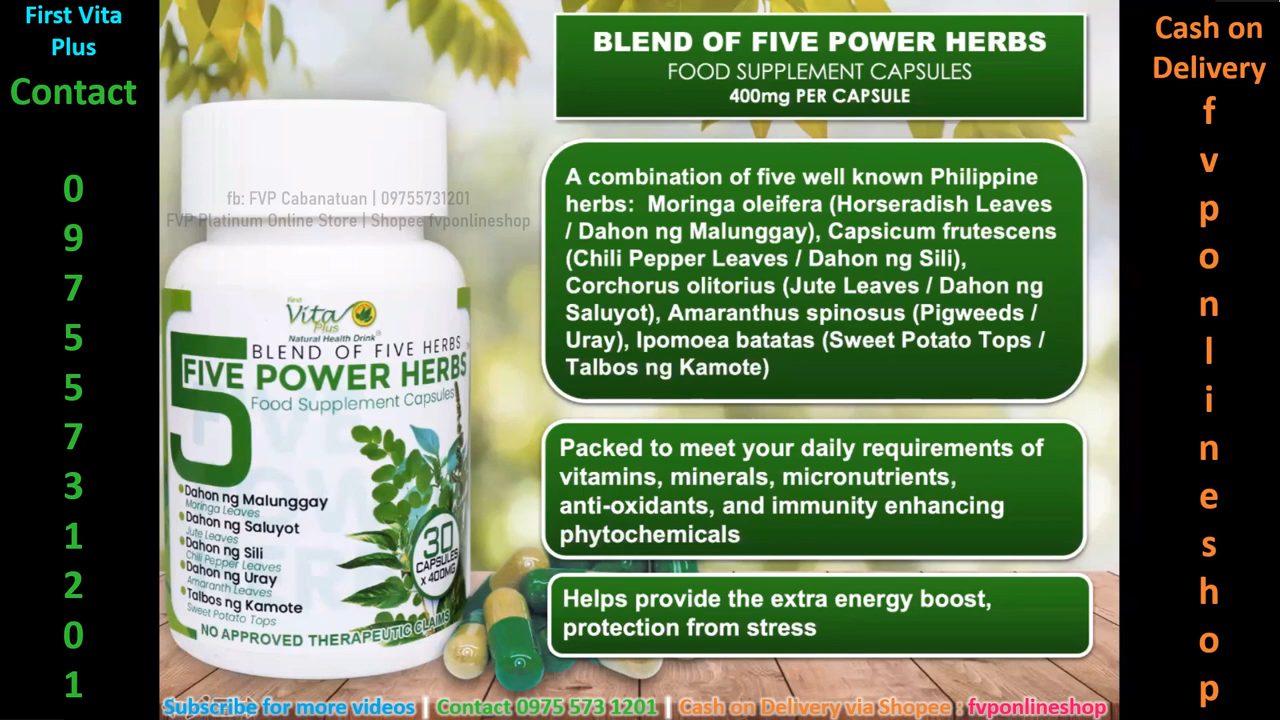 First Vita
Plus
Contact
0
9
7
5
5
7
3
1
2
0
1
BLEND OF FIVE POWER HERBS
FOOD SUPPLEMENT CAPSULES
400mg PER CAPSULE
A combination of five well known Philippine
herbs: Moringa oleifera (Horseradish Leaves
/ Dahon ng Malunggay), Capsicum frutescens
(Chili Pepper Leaves / Dahon ng Sili),
Corchorus olitorius (Jute Leaves / Dahon ng
Saluyot), Amaranthus spinosus (Pigweeds /
Uray), Ipomoea batatas (Sweet Potato Tops /
Talbos ng Kamote)
Packed to meet your daily requirements of
vitamins, minerals, micronutrients,
anti-oxidants, and immunity enhancing
phytochemicals
Helps provide the extra energy boost,
protection from stress
fb: FVP Cabanatuan | 09755731201
FVP Platinum Online Store | Shopee fvponlineshop
First
Vita
Plus
Natural Health Drink®
5
BLEND OF FIVE HERBS
FIVE POWER HERBS
Food Supplement Capsules
Dahon ng Malunggay
Moringa Leaves
Dahon ng Saluyot
Jute Leaves
Dahon ng Sili
Chili Pepper Leaves
Dahon ng Uray
Amaranth Leaves
Talbos ng Kamote
Sweet Potato Tops
30
CAPSULES
x 400MG
NO APPROVED THERAPEUTIC CLAIMS
Cash on
Delivery
f
v
p
o
n
l
i
n
e
s
h
o
p
Subscribe for more videos | Contact 0975 573 1201 | Cash on Delivery via Shopee : fvponlineshop